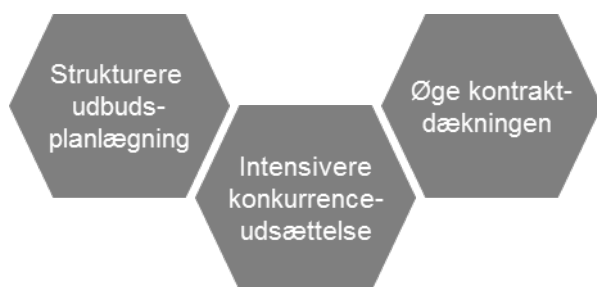 Strukturere
udbuds-
planlægning
Intensivere
konkurrence-
udsættelse
Øge kontrakt-
dækningen